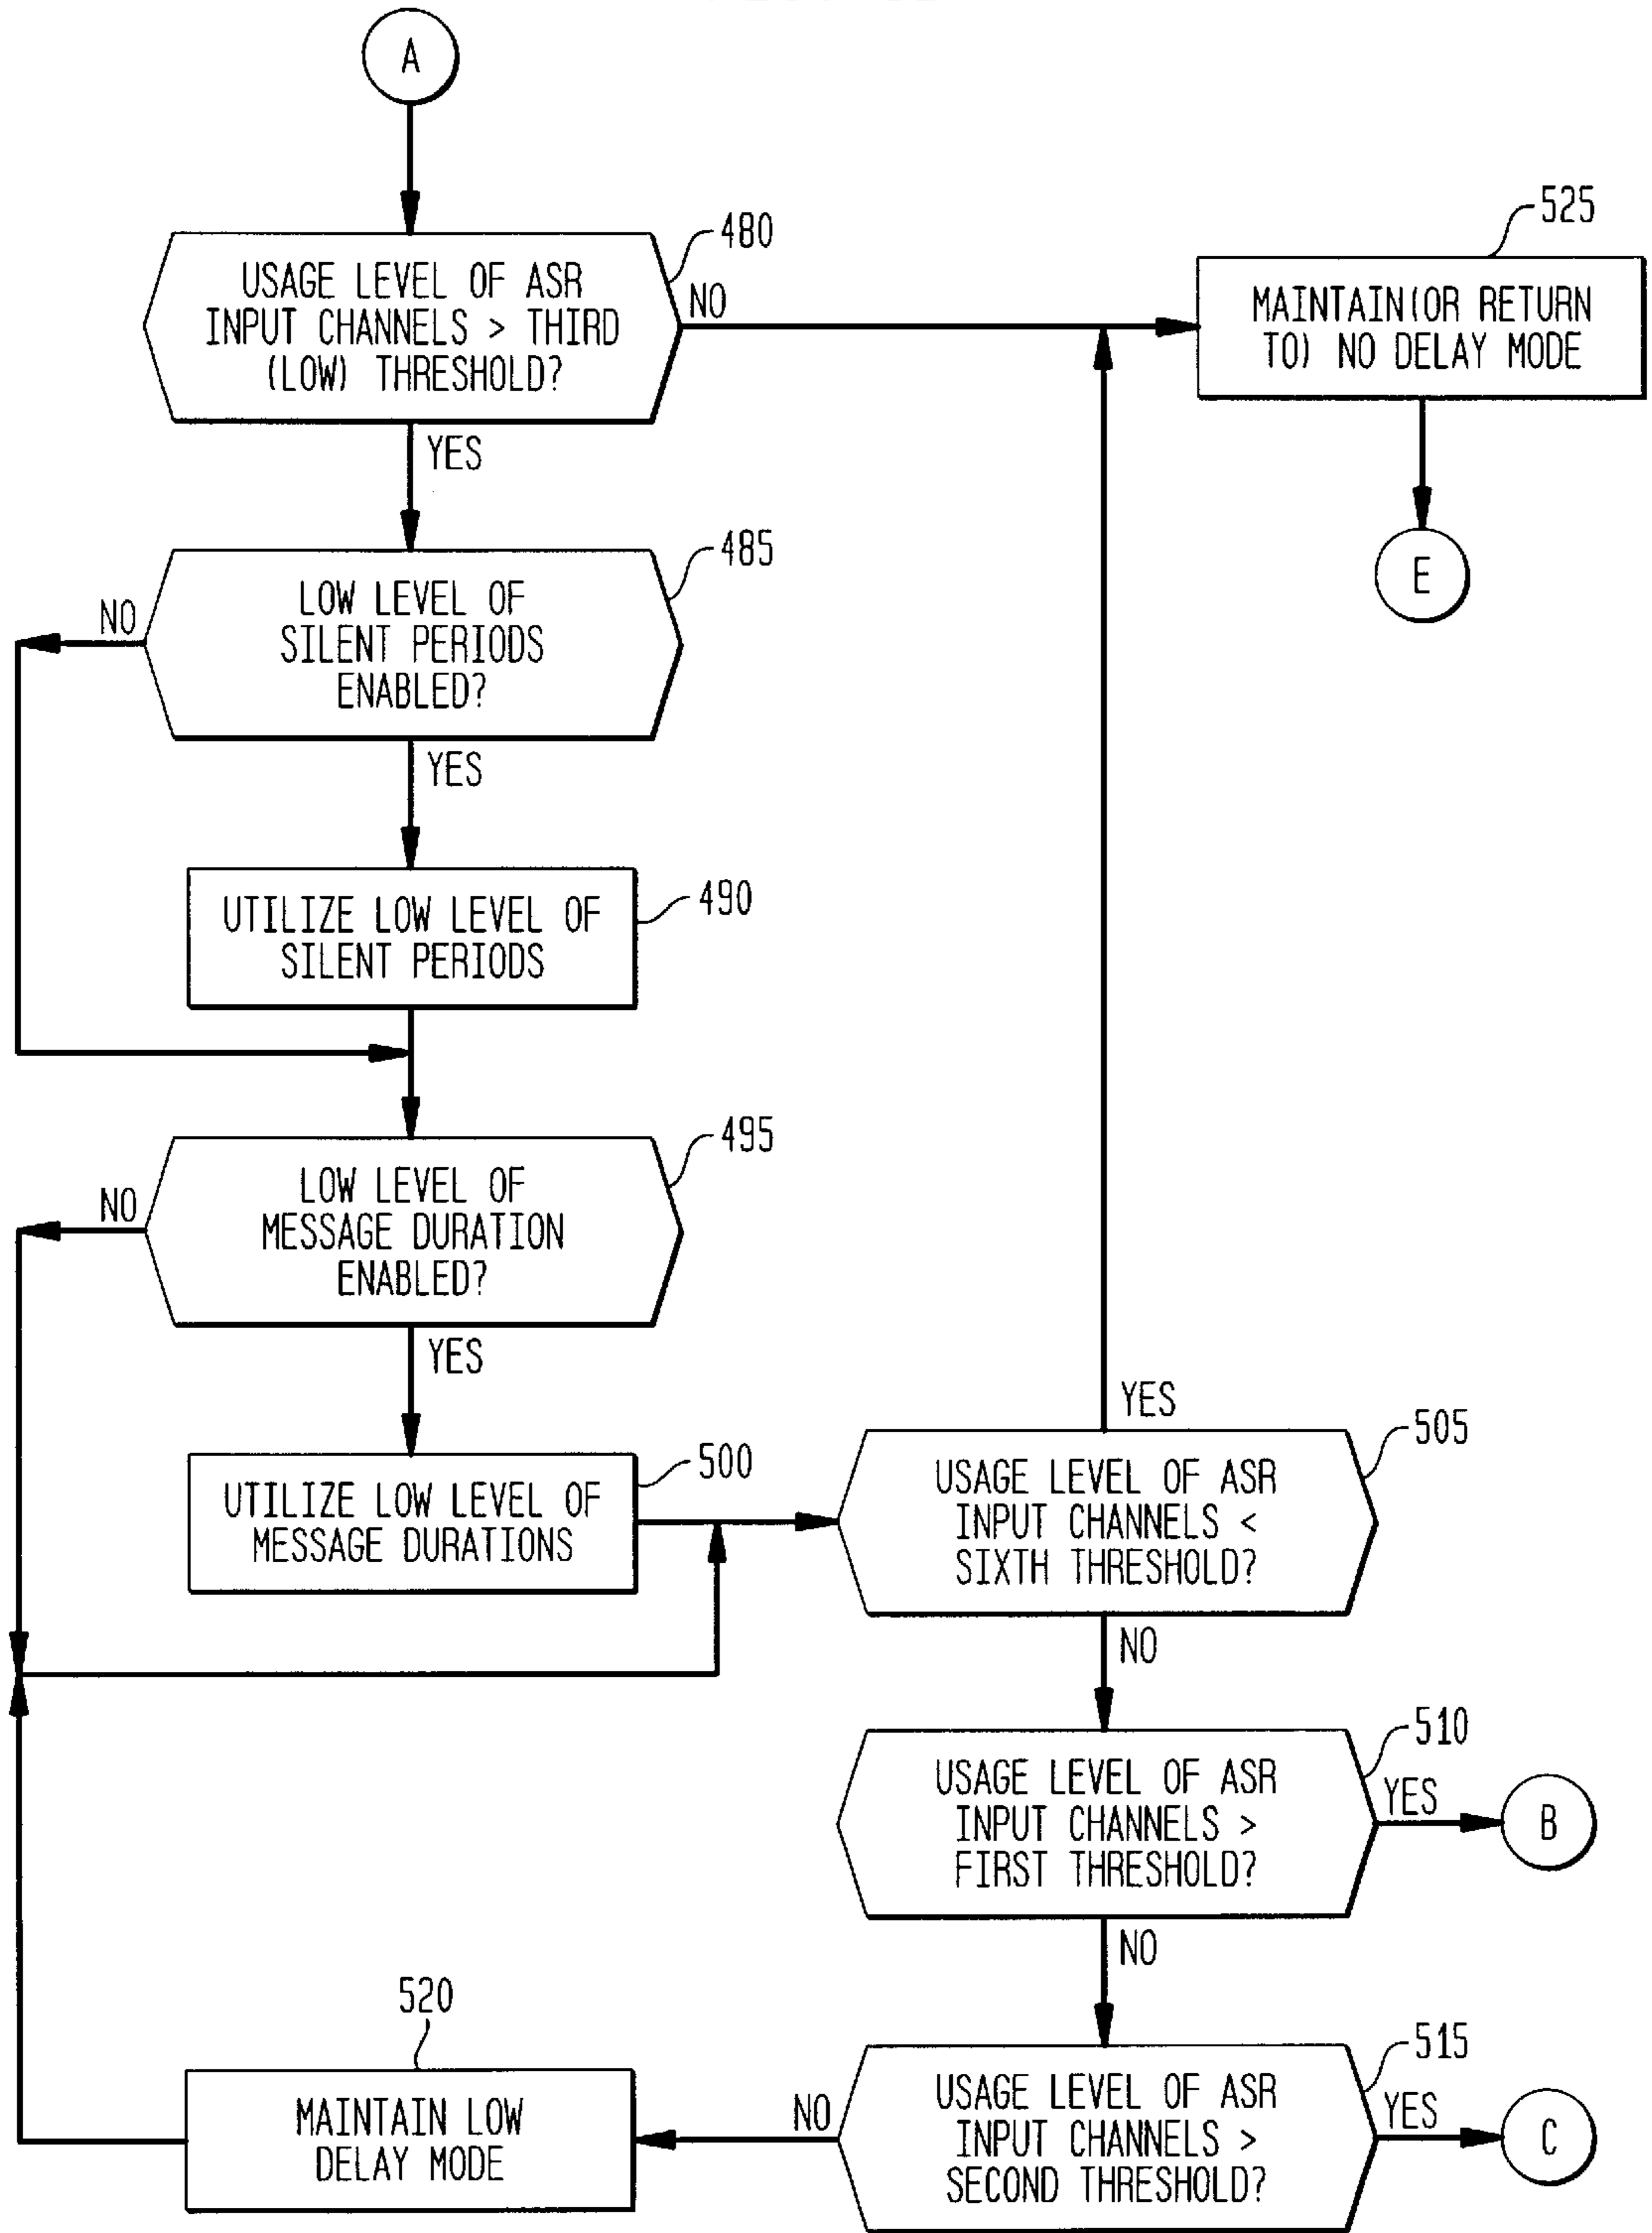 A
480
USAGE LEVEL OF ASR
INPUT CHANNELS > THIRD
(LOW) THRESHOLD?
NO
YES
525
MAINTAIN(OR RETURN
TO) NO DELAY MODE
E
485
LOW LEVEL OF
SILENT PERIODS
ENABLED?
NO
YES
490
UTILIZE LOW LEVEL OF
SILENT PERIODS
495
LOW LEVEL OF
MESSAGE DURATION
ENABLED?
NO
YES
500
UTILIZE LOW LEVEL OF
MESSAGE DURATIONS
YES
505
USAGE LEVEL OF ASR
INPUT CHANNELS <
SIXTH THRESHOLD?
NO
510
USAGE LEVEL OF ASR
INPUT CHANNELS >
FIRST THRESHOLD?
YES
B
NO
515
USAGE LEVEL OF ASR
INPUT CHANNELS >
SECOND THRESHOLD?
YES
C
NO
520
MAINTAIN LOW
DELAY MODE